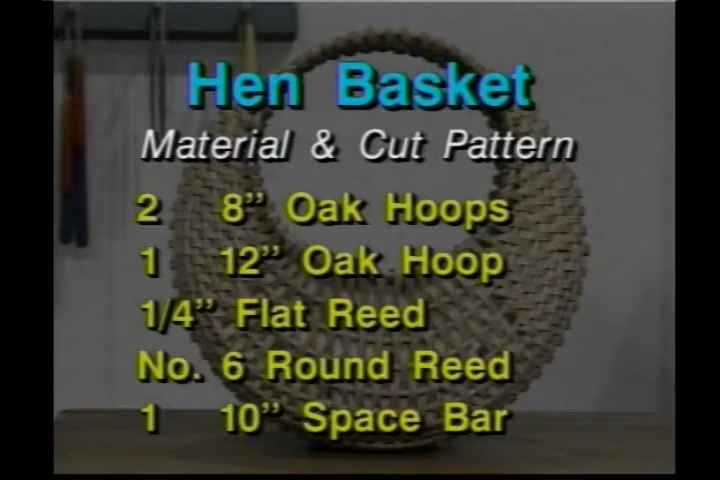 Hen Basket
Material & Cut Pattern
2 8” Oak Hoops
1 12” Oak Hoop
1/4” Flat Reed
No. 6 Round Reed
1 10” Space Bar